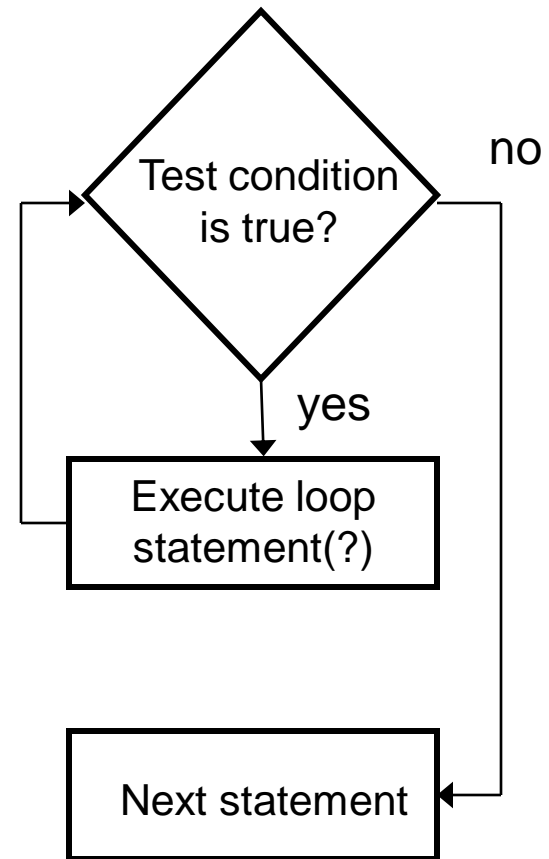 Test condition
is true?
no
yes
Execute loop
statement(?)
Next statement